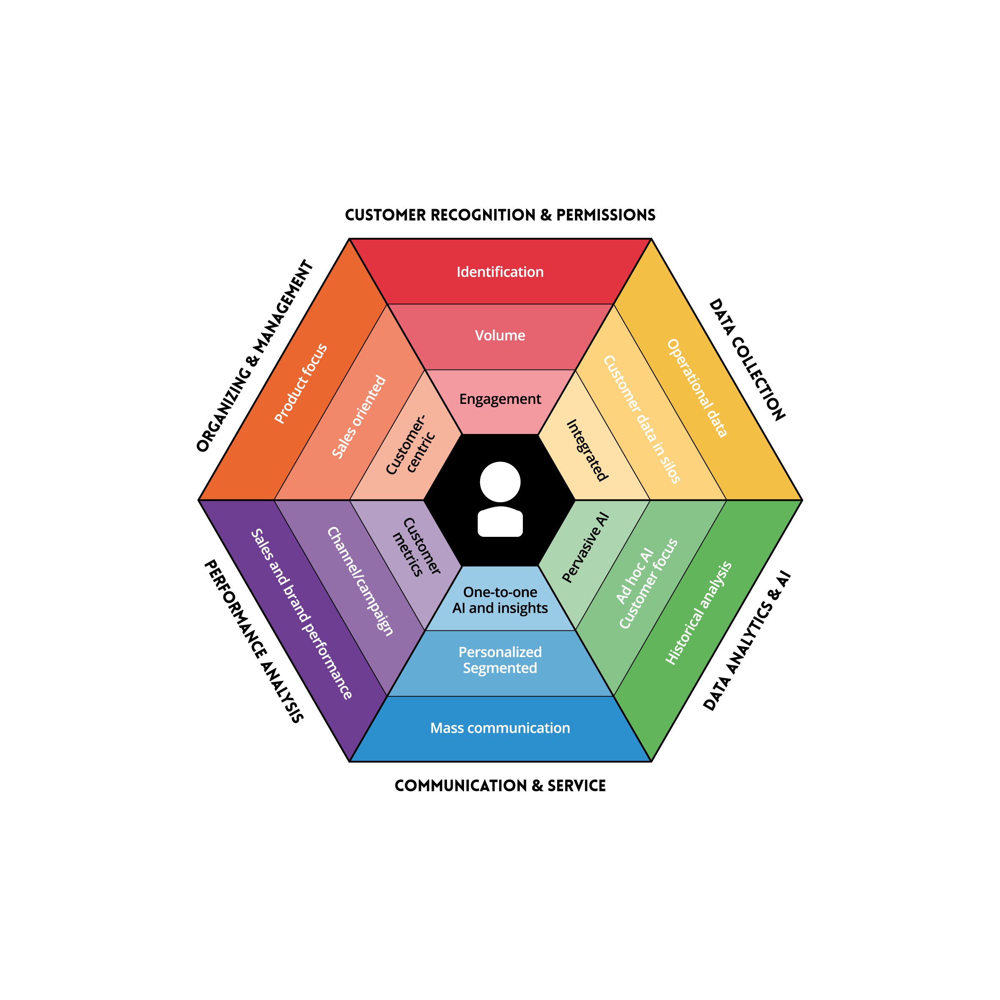 CUSTOMER RECOGNITION & PERMISSIONS
Identification
Volume
Engagement
DATA COLLECTION
Operational data
Customer data in silos
Integrated
DATA ANALYTICS & AI
Historical analysis
Ad hoc AI
Customer focus
Pervasive AI
COMMUNICATION & SERVICE
Mass communication
Personalized
Segmented
One-to-one
AI and insights
PERFORMANCE ANALYSIS
Sales and brand performance
Channel/campaign
Customer
metrics
ORGANIZING & MANAGEMENT
Product focus
Sales oriented
Customer-
centric